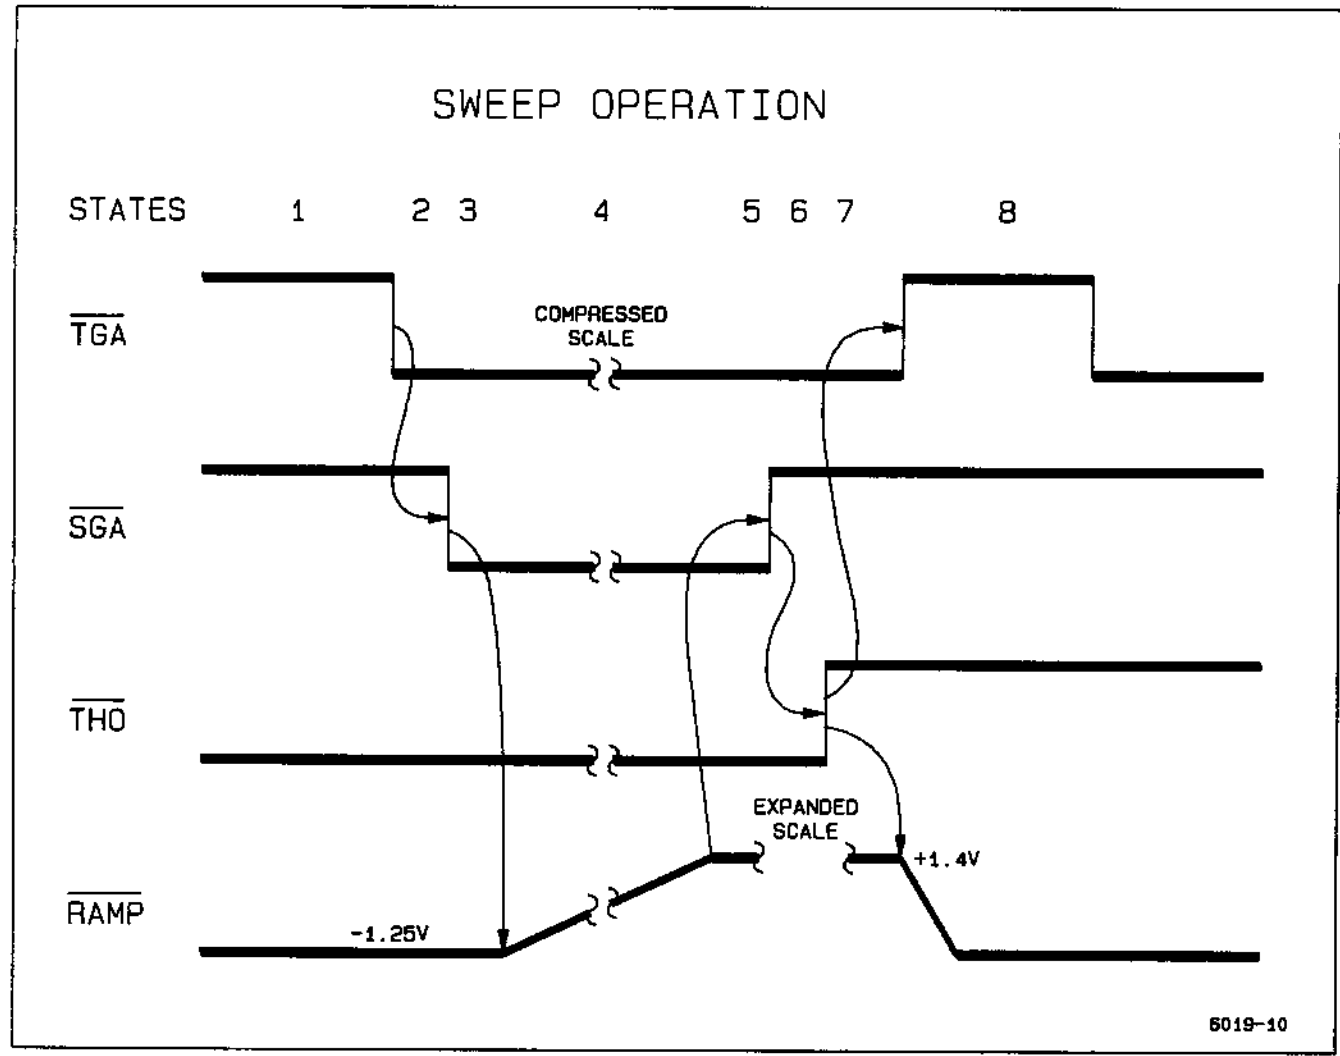 SWEEP OPERATION
STATES 1 2 3 4 5 6 7 8
TGA
COMPRESSED
SCALE
SGA
THO
EXPANDED
SCALE
+1.4V
RAMP
-1.25V
6019-10